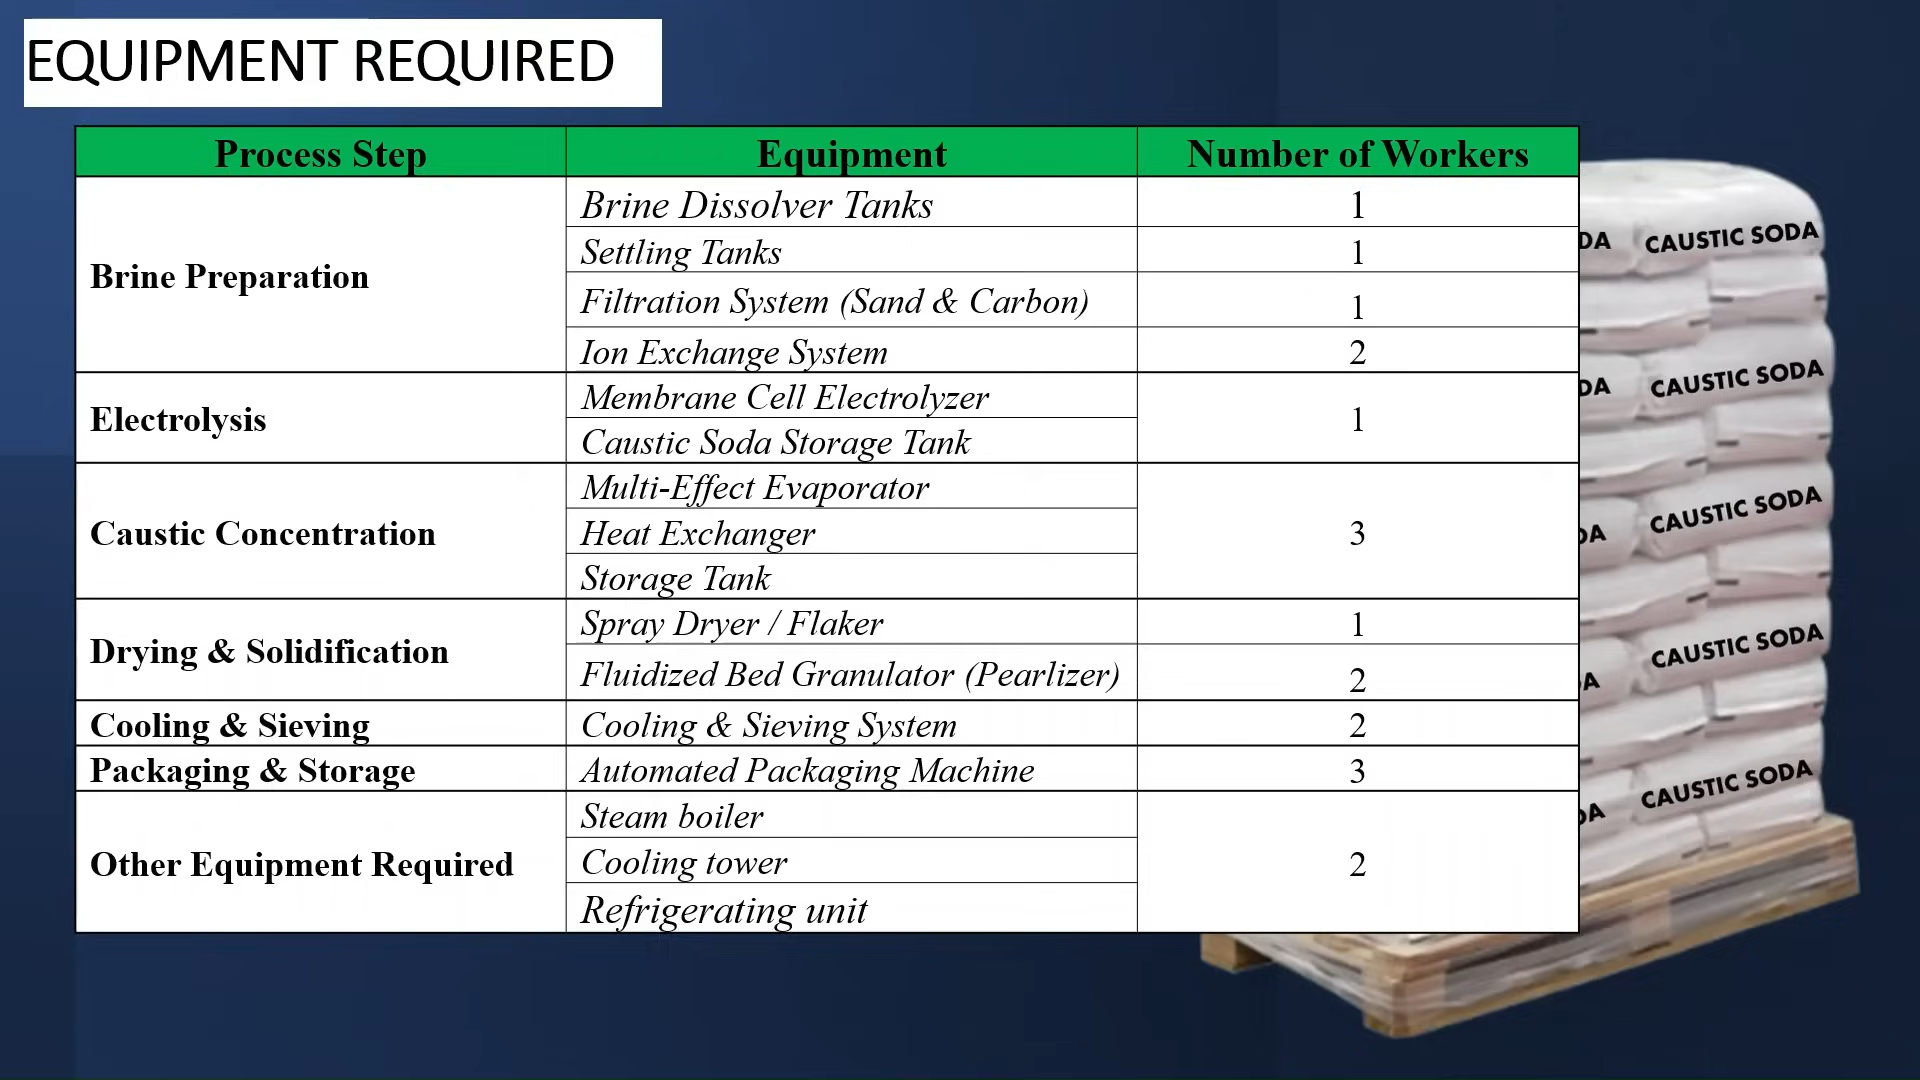 EQUIPMENT REQUIRED
Process Step Equipment Number of Workers
Brine Preparation
Brine Dissolver Tanks 1
Settling Tanks 1
Filtration System (Sand & Carbon) 1
Ion Exchange System 2
Electrolysis
Membrane Cell Electrolyzer
1
Caustic Soda Storage Tank
Caustic Concentration
Multi-Effect Evaporator
Heat Exchanger
3
Storage Tank
Drying & Solidification
Spray Dryer / Flaker 1
Fluidized Bed Granulator (Pearlizer) 2
Cooling & Sieving Cooling & Sieving System 2
Packaging & Storage Automated Packaging Machine 3
Other Equipment Required
Steam boiler
Cooling tower
2
Refrigerating unit
DA CAUSTIC SODA
DA CAUSTIC SODA
DA CAUSTIC SODA
A CAUSTIC SODA
DA CAUSTIC SODA